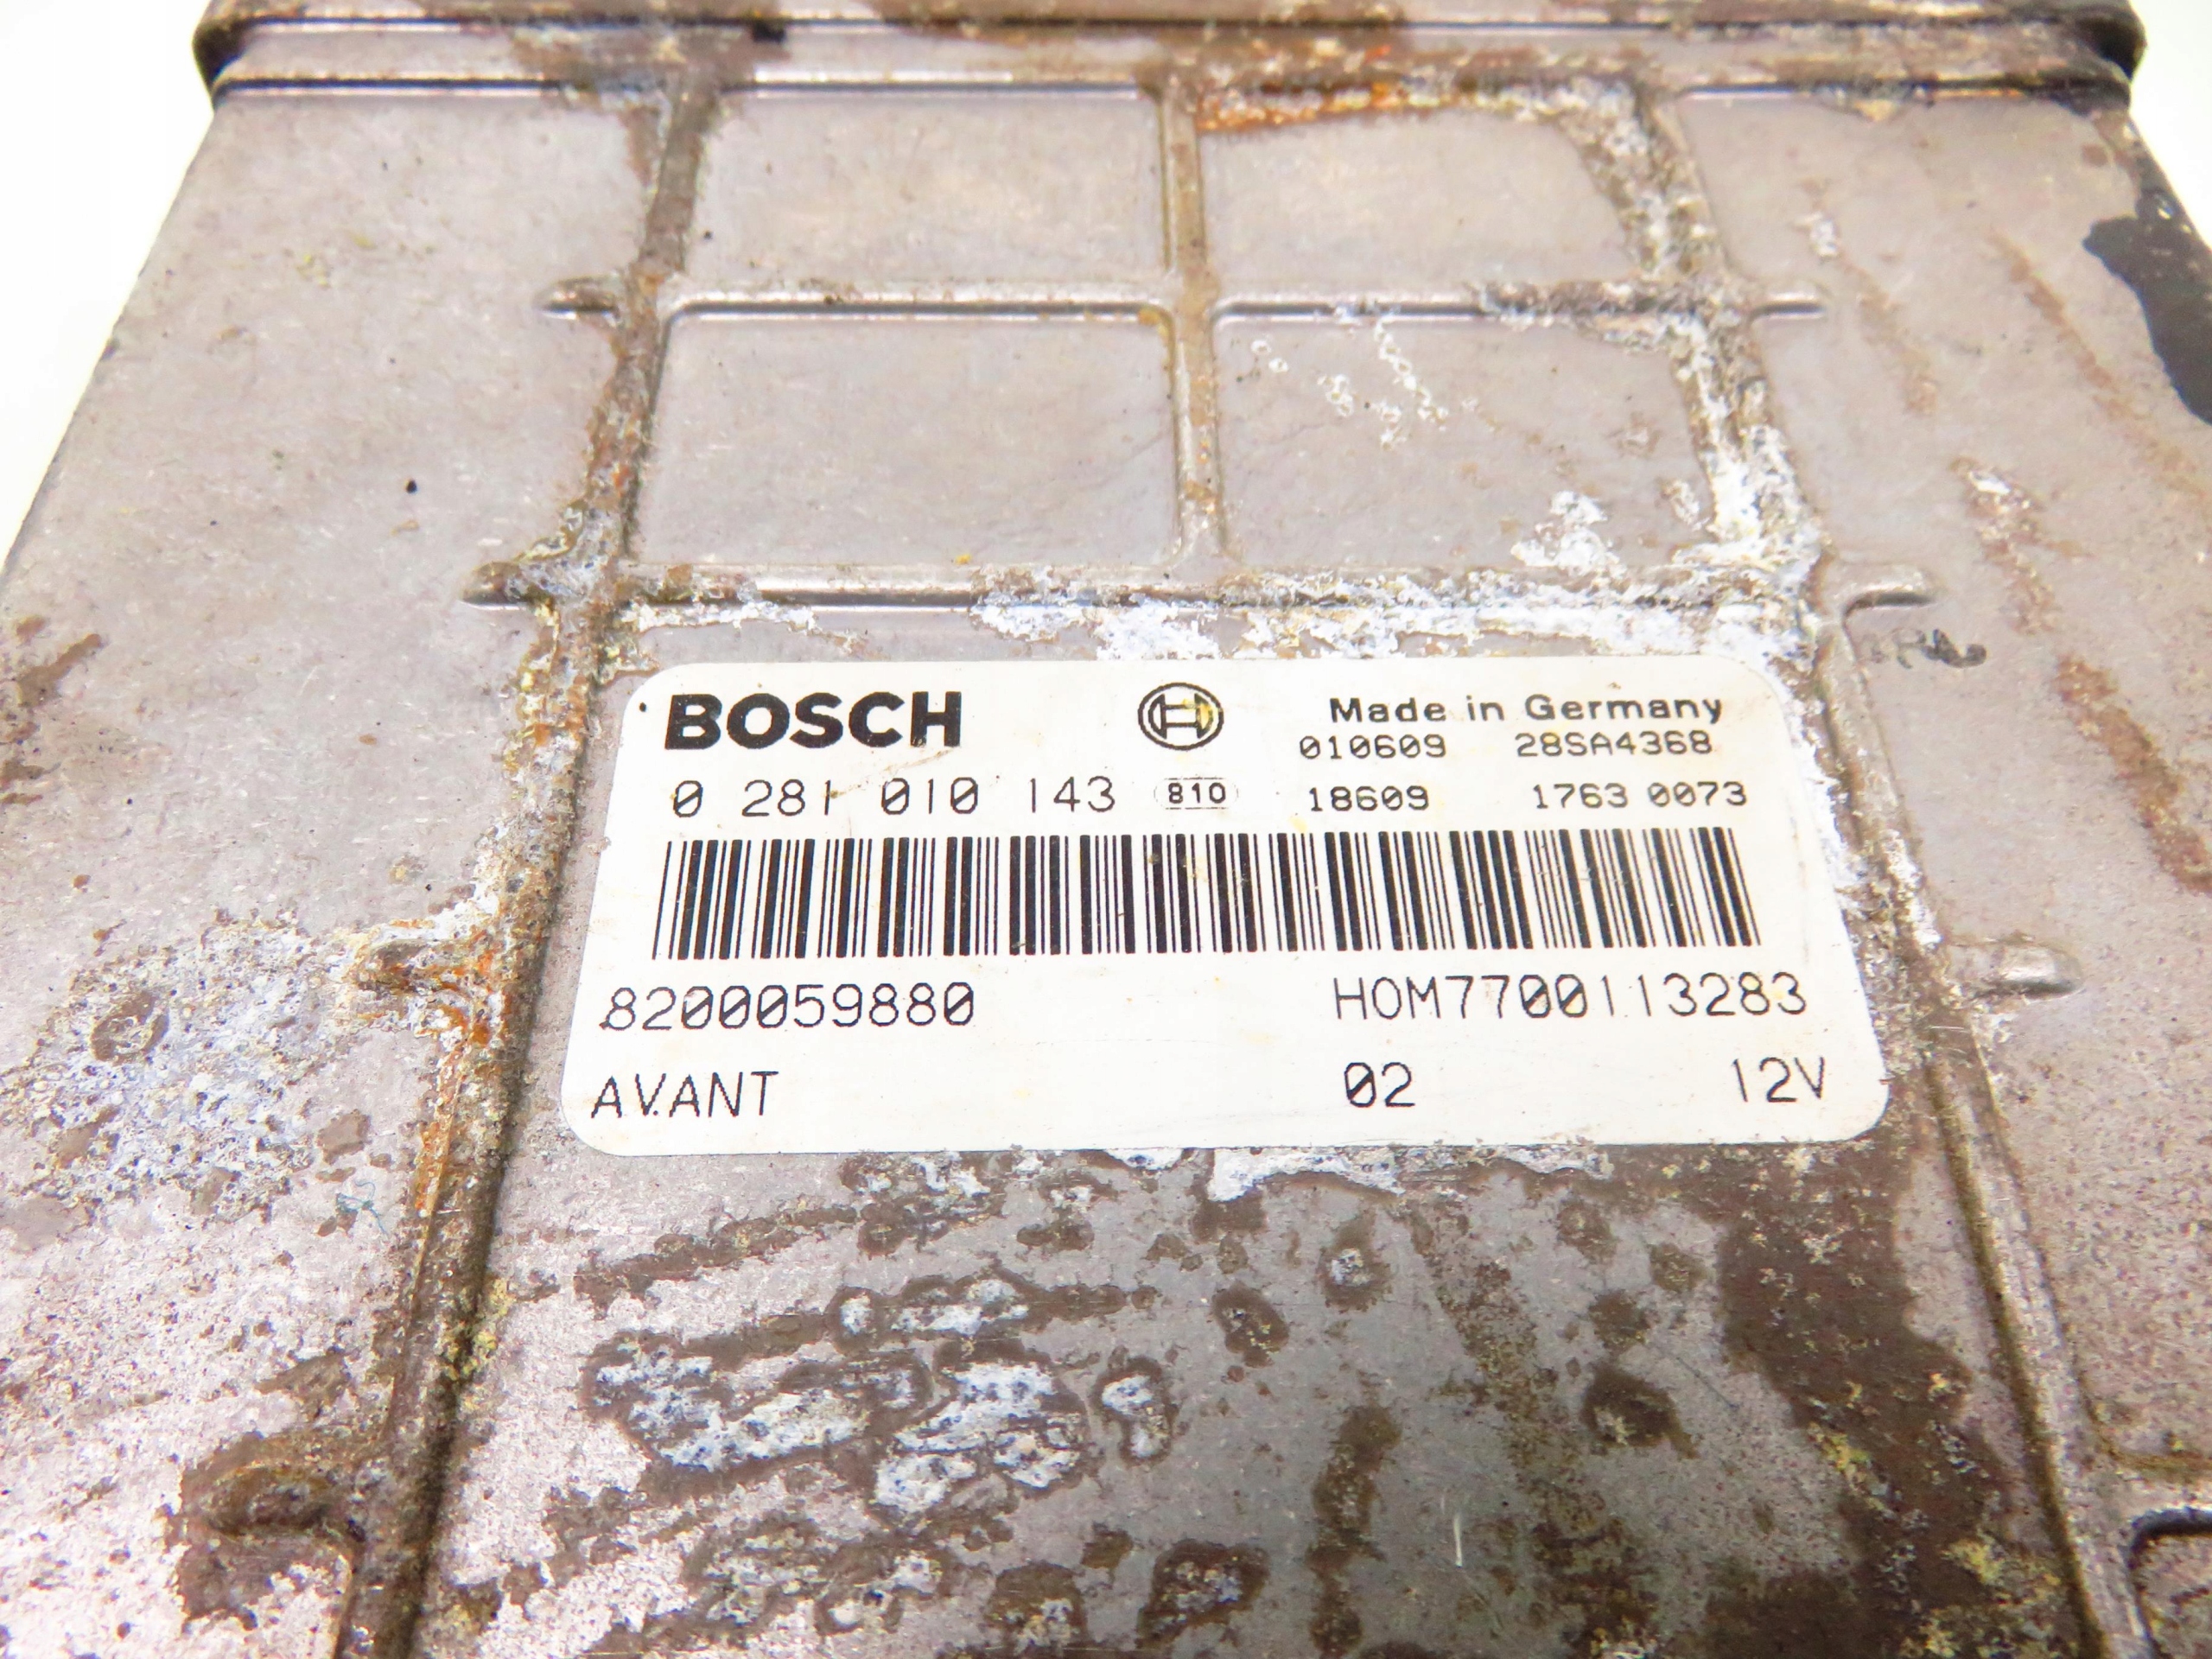 BOSCH Made in Germany
010609 28SA4368
0 281 010 143 810 18609 1763 0073
8200059880 HOM7700113283
AVANT 02 12V